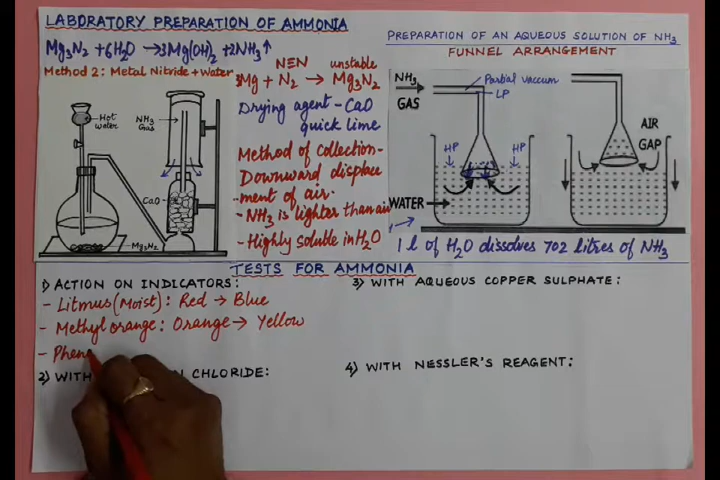 LABORATORY PREPARATION OF AMMONIA
Mg3N2 + 6H2O → 3Mg(OH)2 + 2NH3↑
Method 2: Metal Nitride + Water
N≡N unstable
3Mg + N2 → Mg3N2
Drying agent - CaO
quick lime
Method of Collection-
Downward displace
-ment of air.
- NH3 is lighter than air
- Highly soluble in H2O
Hot water
NH3 Gas
CaO
Mg3N2
PREPARATION OF AN AQUEOUS SOLUTION OF NH3
FUNNEL ARRANGEMENT
NH3 GAS
Partial vaccum
LP
HP
HP
WATER
AIR GAP
1 l of H2O dissolves 702 litres of NH3
TESTS FOR AMMONIA
1) ACTION ON INDICATORS:
- Litmus (Moist): Red → Blue
- Methyl orange: Orange → Yellow
- Phen
2) WITH N CHLORIDE:
3) WITH AQUEOUS COPPER SULPHATE:
4) WITH NESSLER'S REAGENT: